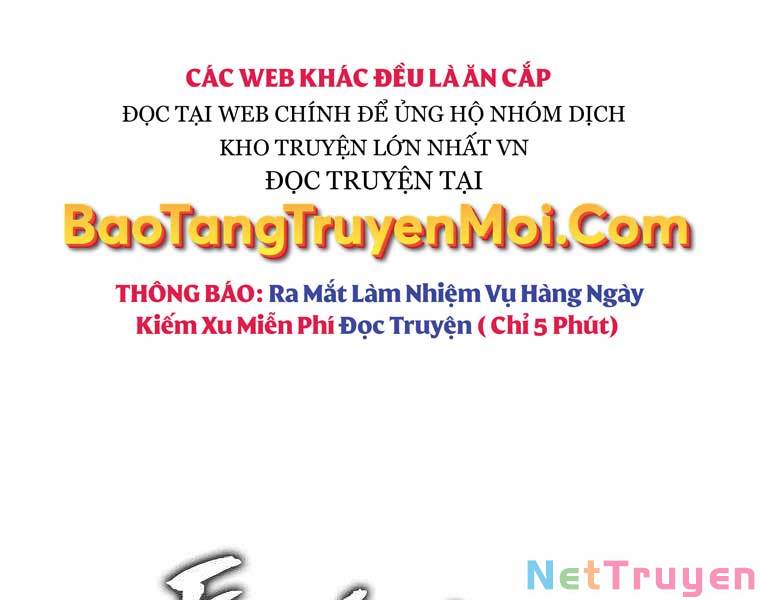 CÁC WEB KHÁC ĐỀU LÀ ĂN CẮP
ĐỌC TẠI WEB CHÍNH ĐỂ ỦNG HỘ NHÓM DỊCH
KHO TRUYỆN LỚN NHẤT VN
ĐỌC TRUYỆN TẠI
BaoTangTruyenMoi.Com
THÔNG BÁO: Ra Mắt Làm Nhiệm Vụ Hàng Ngày
Kiếm Xu Miễn Phí Đọc Truyện ( Chỉ 5 Phút)
NetTruyen